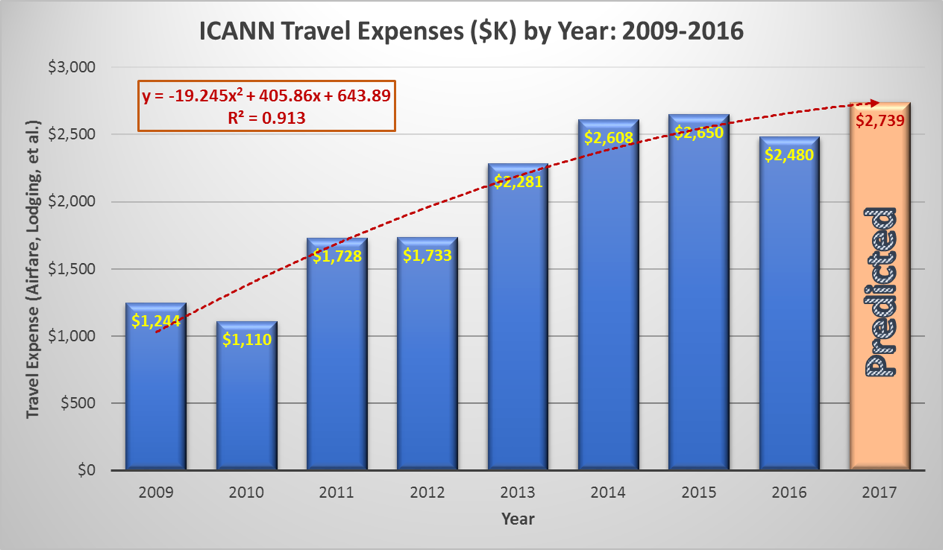 ICANN Travel Expenses ($K) by Year: 2009-2016
Travel Expense (Airfare, Lodging, et al.)
$3,000
$2,500
$2,000
$1,500
$1,000
$500
$0
y = -19.245x² + 405.86x + 643.89
R² = 0.913
$1,244
$1,110
$1,728
$1,733
$2,281
$2,608
$2,650
$2,480
$2,739
Predicted
2009 2010 2011 2012 2013 2014 2015 2016 2017
Year